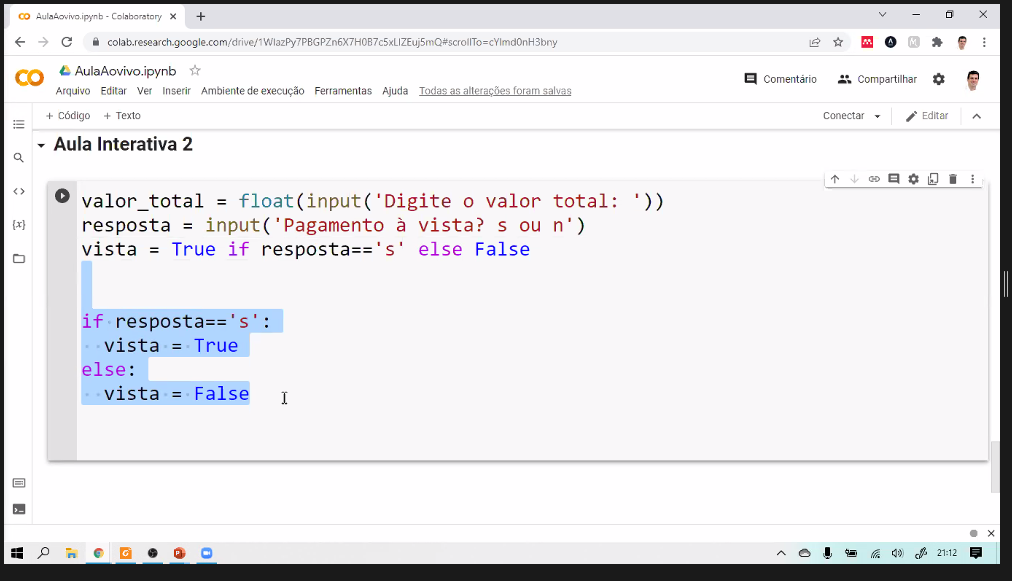 AulaAovivo.ipynb - Colaboratory
colab.research.google.com/drive/1WIazPy7PBGPZn6X7H0B7c5xLIZEuj5mQ#scrollTo=cYImd0nH3bny
AulaAovivo.ipynb
Comentário
Compartilhar
Arquivo Editar Ver Inserir Ambiente de execução Ferramentas Ajuda Todas as alterações foram salvas
+ Código + Texto
Conectar
Editar
Aula Interativa 2
valor_total = float(input('Digite o valor total: '))
resposta = input('Pagamento à vista? s ou n')
vista = True if resposta=='s' else False
if resposta=='s':
vista = True
else:
vista = False
21:12